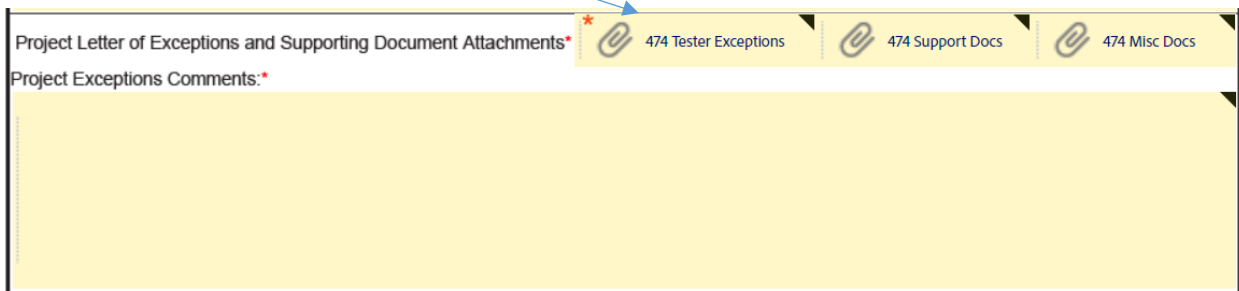 Project Letter of Exceptions and Supporting Document Attachments* * 474 Tester Exceptions 474 Support Docs 474 Misc Docs
Project Exceptions Comments:*